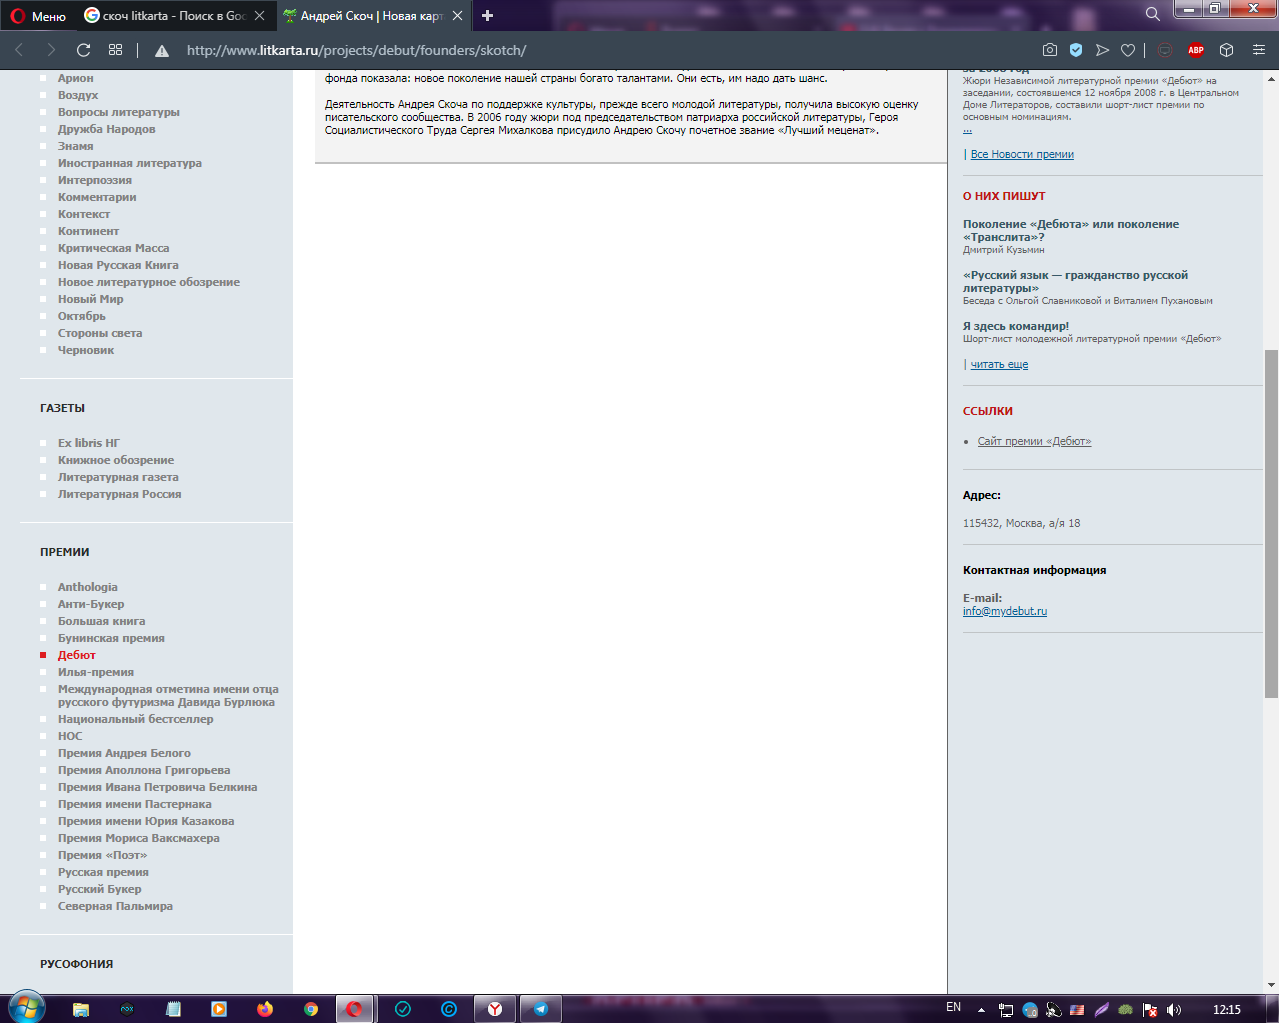 Меню
скоч litkarta - Поиск в Goo
Андрей Скоч | Новая карт
http://www.litkarta.ru/projects/debut/founders/skotch/
ABP
Арион
Воздух
Вопросы литературы
Дружба Народов
Знамя
Иностранная литература
Интерпоэзия
Комментарии
Контекст
Континент
Критическая Масса
Новая Русская Книга
Новое литературное обозрение
Новый Мир
Октябрь
Стороны света
Черновик
ГАЗЕТЫ
Ex libris НГ
Книжное обозрение
Литературная газета
Литературная Россия
ПРЕМИИ
Anthologia
Анти-Букер
Большая книга
Бунинская премия
Дебют
Илья-премия
Международная отметина имени отца
русского футуризма Давида Бурлюка
Национальный бестселлер
НОС
Премия Андрея Белого
Премия Аполлона Григорьева
Премия Ивана Петровича Белкина
Премия имени Пастернака
Премия имени Юрия Казакова
Премия Мориса Ваксмахера
Премия «Поэт»
Русская премия
Русский Букер
Северная Пальмира
РУСОФОНИЯ
фонда показала: новое поколение нашей страны богато талантами. Они есть, им надо дать шанс.
Деятельность Андрея Скоча по поддержке культуры, прежде всего молодой литературы, получила высокую оценку
писательского сообщества. В 2006 году жюри под председательством патриарха российской литературы, Героя
Социалистического Труда Сергея Михалкова присудило Андрею Скочу почетное звание «Лучший меценат».
Жюри Независимой литературной премии «Дебют» на
заседании, состоявшемся 12 ноября 2008 г. в Центральном
Доме Литераторов, составили шорт-лист премии по
основным номинациям.
...
| Все Новости премии
О НИХ ПИШУТ
Поколение «Дебюта» или поколение
«Транслита»?
Дмитрий Кузьмин
«Русский язык — гражданство русской
литературы»
Беседа с Ольгой Славниковой и Виталием Пухановым
Я здесь командир!
Шорт-лист молодежной литературной премии «Дебют»
| читать еще
ССЫЛКИ
Сайт премии «Дебют»
Адрес:
115432, Москва, а/я 18
Контактная информация
E-mail:
info@mydebut.ru
EN
12:15